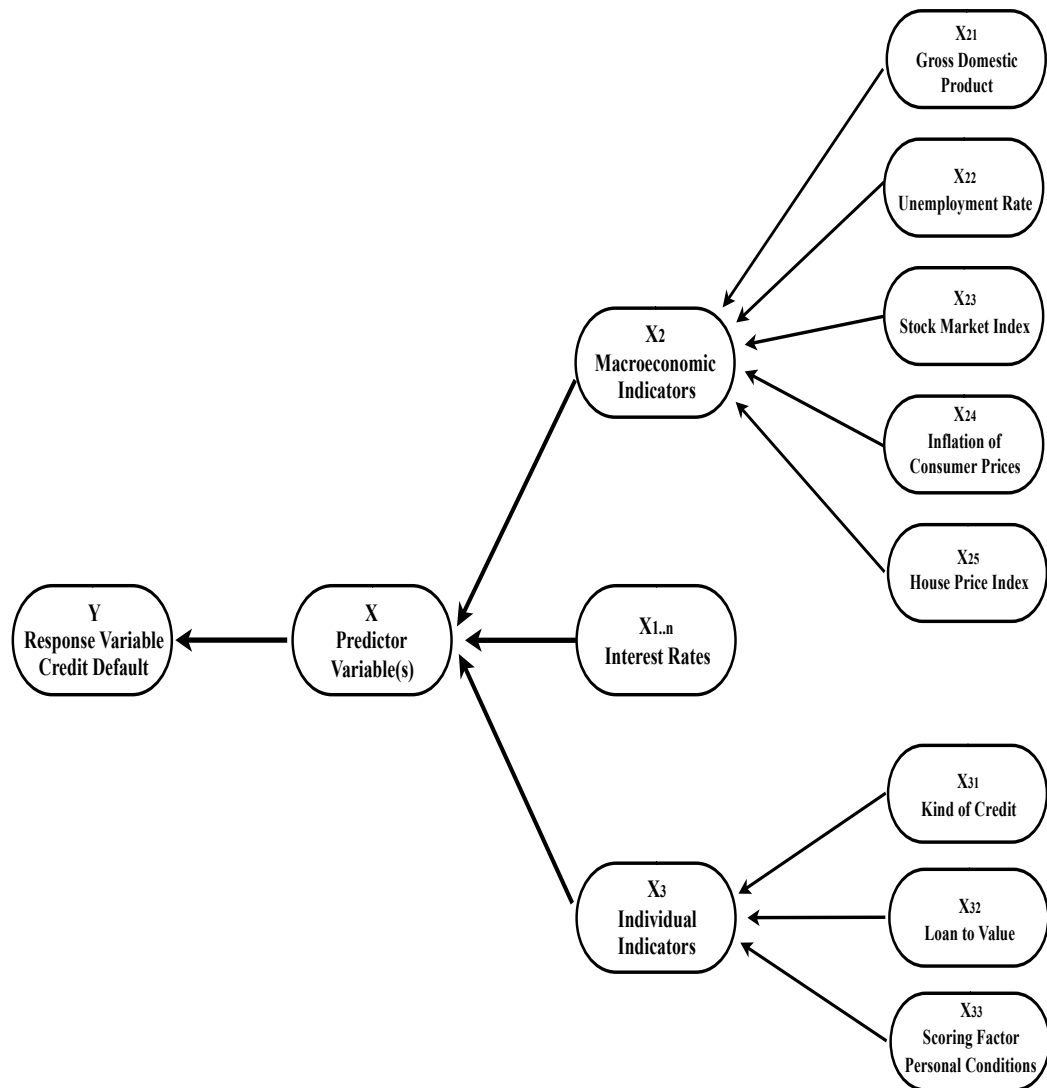 X21
Gross Domestic
Product
X22
Unemployment Rate
X23
Stock Market Index
X2
Macroeconomic
Indicators
X24
Inflation of
Consumer Prices
X25
House Price Index
Y
Response Variable
Credit Default
X
Predictor
Variable(s)
X1..n
Interest Rates
X31
Kind of Credit
X3
Individual
Indicators
X32
Loan to Value
X33
Scoring Factor
Personal Conditions